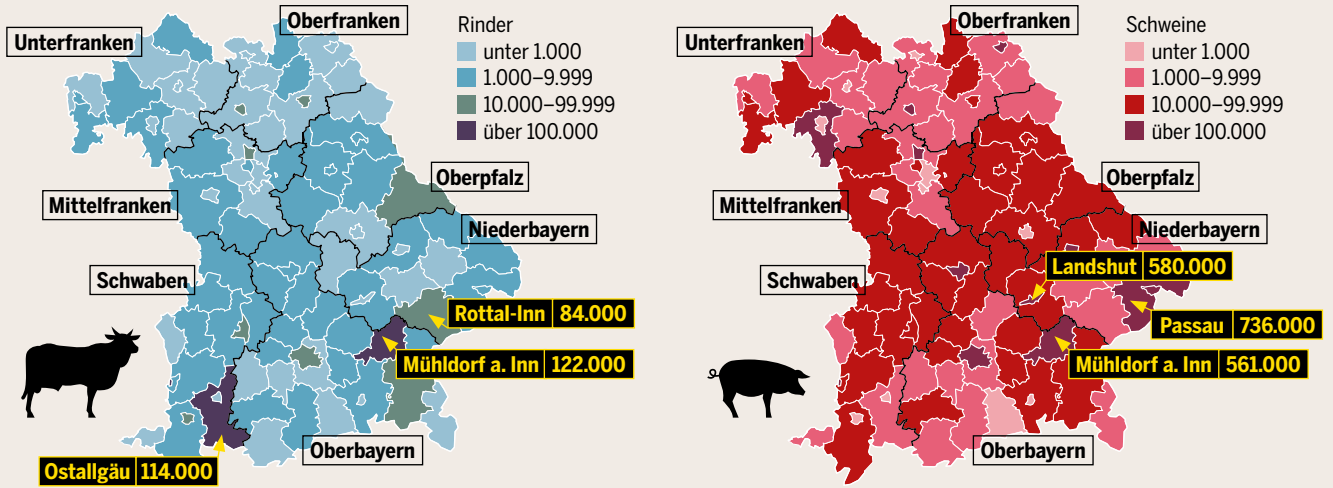 Oberfranken
Unterfranken
Rinder
unter 1.000
1.000–9.999
10.000–99.999
über 100.000
Oberpfalz
Mittelfranken
Niederbayern
Schwaben
Rottal-Inn 84.000
Mühldorf a. Inn 122.000
Oberbayern
Ostallgäu 114.000
Oberfranken
Unterfranken
Schweine
unter 1.000
1.000–9.999
10.000–99.999
über 100.000
Oberpfalz
Mittelfranken
Niederbayern
Landshut 580.000
Schwaben
Passau 736.000
Mühldorf a. Inn 561.000
Oberbayern